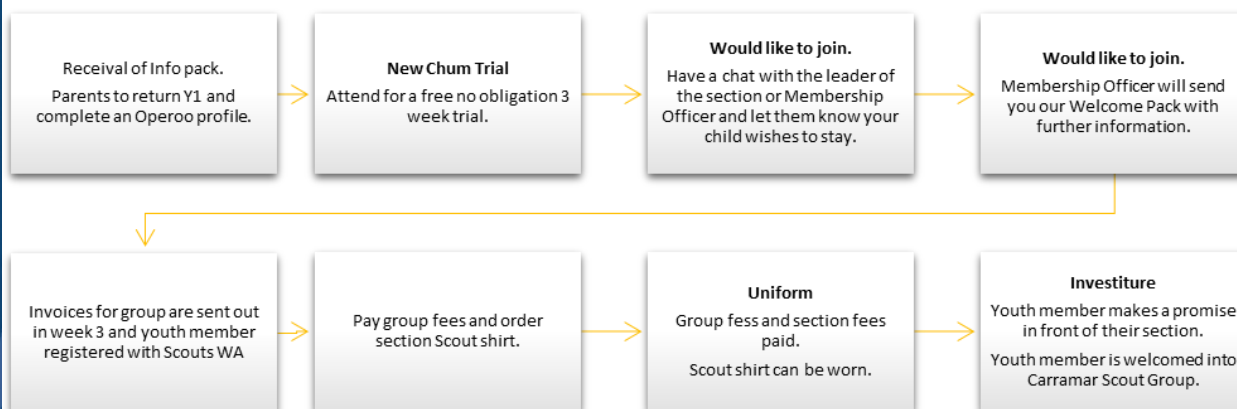 Receival of Info pack.
Parents to return Y1 and
complete an Operoo profile.
New Chum Trial
Attend for a free no obligation 3
week trial.
Would like to join.
Have a chat with the leader of
the section or Membership
Officer and let them know your
child wishes to stay.
Would like to join.
Membership Officer will send
you our Welcome Pack with
further information.
Invoices for group are sent out
in week 3 and youth member
registered with Scouts WA
Pay group fees and order
section Scout shirt.
Uniform
Group fess and section fees
paid.
Scout shirt can be worn.
Investiture
Youth member makes a promise
in front of their section.
Youth member is welcomed into
Carramar Scout Group.